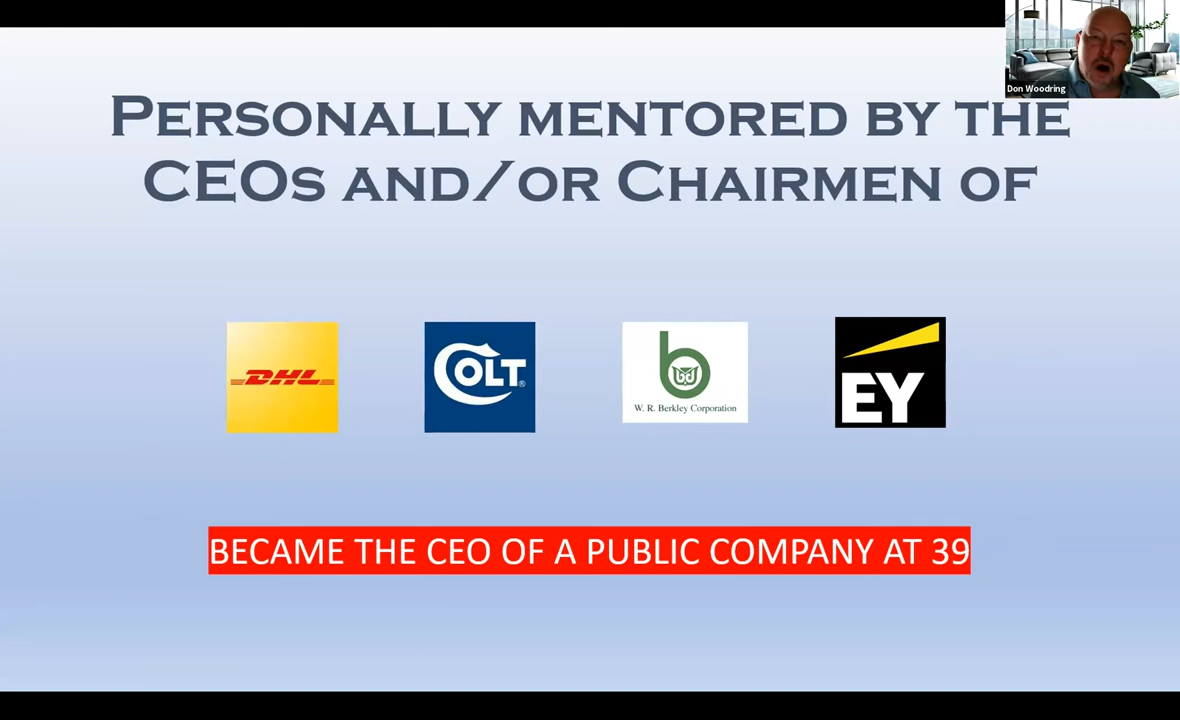 Don Woodring
PERSONALLY MENTORED BY THE
CEOS AND/OR CHAIRMEN OF
DHL
COLT®
b
W. R. Berkley Corporation
EY
BECAME THE CEO OF A PUBLIC COMPANY AT 39